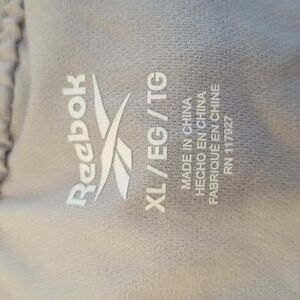 Reebok
XL / EG / TG
MADE IN CHINA
HECHO EN CHINA
FABRIQUÉ EN CHINE
RN 117927